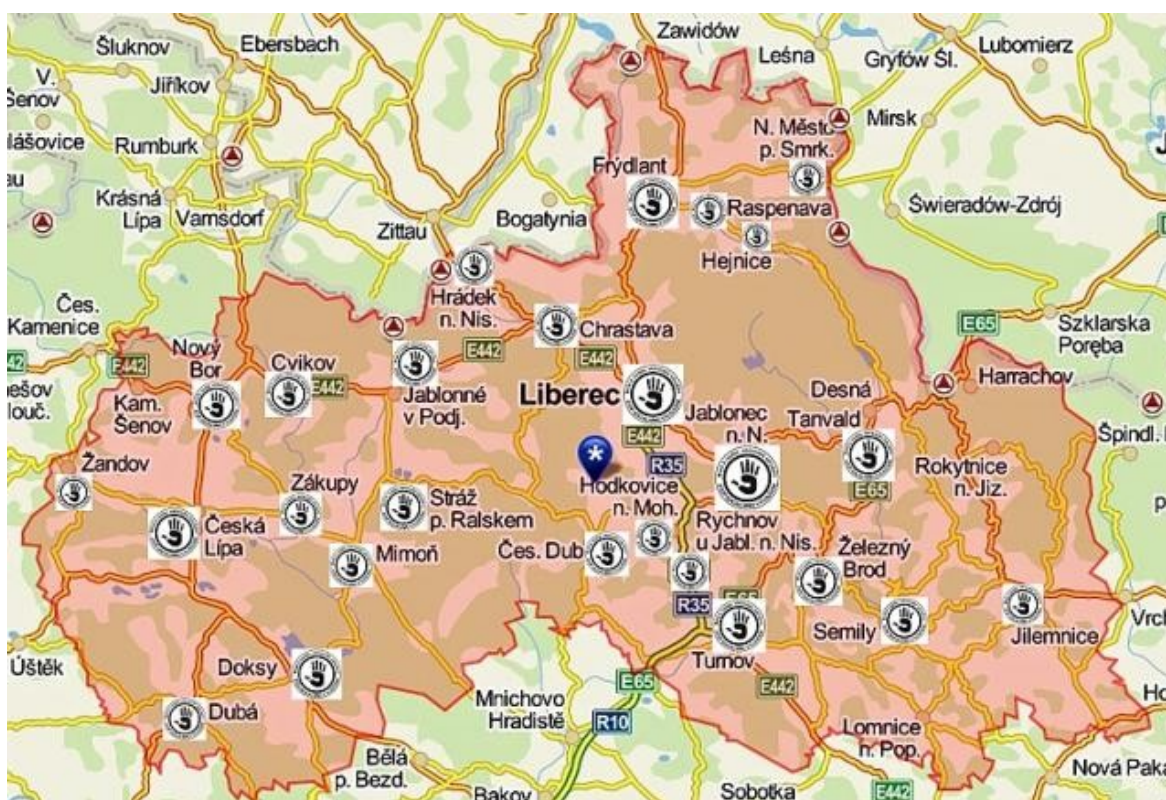 Zawidów
Šluknov
Ebersbach
Leśna
Gryfów Śl.
Lubomierz
V.
Šenov
Jiříkov
Mirsk
N. Město
p. Smrk.
Rumburk
Frýdlant
Krásná
Lípa
Varnsdorf
Bogatynia
Raspenava
Świeradów-Zdrój
Zittau
Hejnice
Hrádek
n. Nis.
Čes.
Kamenice
Chrastava
E65
Szklarska
Poręba
E442
Nový
Bor
Cvikov
E442
E442
E442
Harrachov
Desná
Kam.
Šenov
Jablonné
v Podj.
Liberec
Jablonec
n. N.
Tanvald
E442
Žandov
R35
Rokytnice
n. Jiz.
Zákupy
Stráž
p. Ralskem
Hodkovice
n. Moh.
E65
Česká
Lípa
Rychnov
u Jabl. n. Nis.
Mimoň
Čes. Dub
Železný
Brod
R35
E65
Semily
Jilemnice
Úštěk
Doksy
Turnov
E65
E442
Mnichovo
Hradiště
R10
Dubá
Lomnice
n. Pop.
Bělá
p. Bezd.
Nová Paka
Bakov
Sobotka
E442